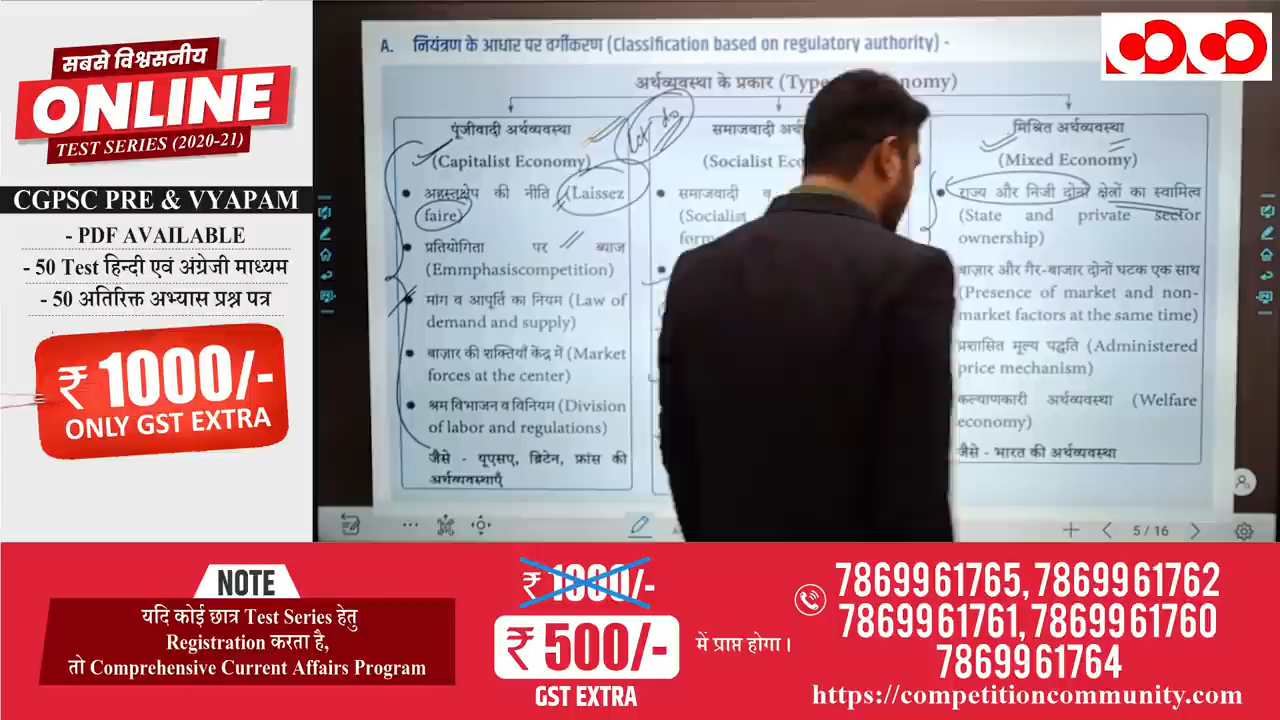 सबसे विश्वसनीय
ONLINE
TEST SERIES (2020-21)
CGPSC PRE & VYAPAM
- PDF AVAILABLE
- 50 Test हिन्दी एवं अंग्रेजी माध्यम
- 50 अतिरिक्त अभ्यास प्रश्न पत्र
₹ 1000/-
ONLY GST EXTRA
A. नियंत्रण के आधार पर वर्गीकरण (Classification based on regulatory authority) -
अर्थव्यवस्था के प्रकार
पूंजीवादी अर्थव्यवस्था
(Capitalist Economy)
अहस्तक्षेप की नीति (Laissez
faire)
प्रतियोगिता पर ब्याज
(Emmphasiscompetition)
मांग व आपूर्ति का नियम (Law of
demand and supply)
बाज़ार की शक्तियाँ केंद्र में (Market
forces at the center)
श्रम विभाजन व विनियम (Division
of labor and regulations)
जैसे - यूएसए, ब्रिटेन, फ्रांस की
अर्थव्यवस्थाएँ
समाजवादी
(Socialist
समाजवादी
मिश्रित अर्थव्यवस्था
(Mixed Economy)
राज्य और निजी दोनों क्षेत्रों का स्वामित्व
(State and private sector
ownership)
बाज़ार और गैर-बाजार दोनों घटक एक साथ
(Presence of market and non-
market factors at the same time)
प्रशासित मूल्य पद्धति (Administered
price mechanism)
कल्याणकारी अर्थव्यवस्था (Welfare
economy)
जैसे - भारत की अर्थव्यवस्था
5 / 16
NOTE
यदि कोई छात्र Test Series हेतु
Registration करता है,
तो Comprehensive Current Affairs Program
₹ 1000/-
₹ 500/- में प्राप्त होगा।
GST EXTRA
7869961765, 7869961762
7869961761, 7869961760
7869961764
https://competitioncommunity.com